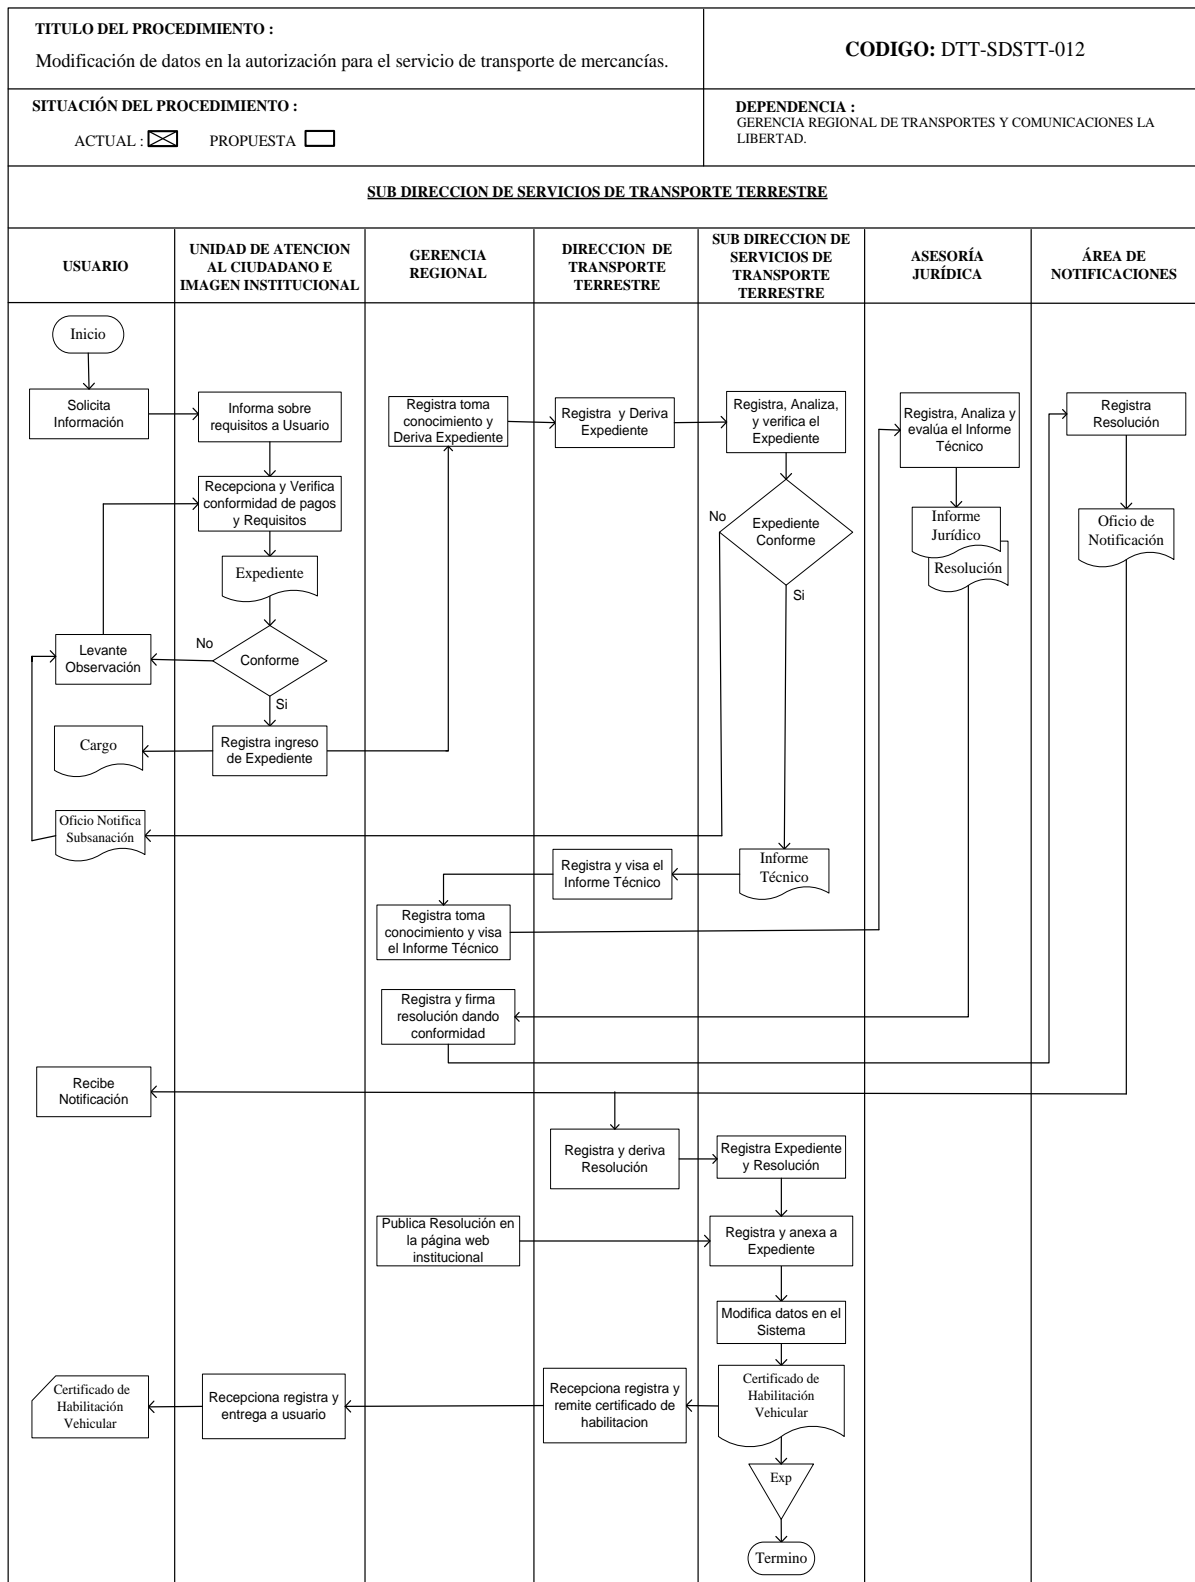 TITULO DEL PROCEDIMIENTO :
Modificación de datos en la autorización para el servicio de transporte de mercancías.
CODIGO: DTT-SDSTT-012
SITUACIÓN DEL PROCEDIMIENTO :
ACTUAL :
PROPUESTA
DEPENDENCIA :
GERENCIA REGIONAL DE TRANSPORTES Y COMUNICACIONES LA
LIBERTAD.
SUB DIRECCION DE SERVICIOS DE TRANSPORTE TERRESTRE
USUARIO
UNIDAD DE ATENCION
AL CIUDADANO E
IMAGEN INSTITUCIONAL
GERENCIA
REGIONAL
DIRECCION DE
TRANSPORTE
TERRESTRE
SUB DIRECCION DE
SERVICIOS DE
TRANSPORTE
TERRESTRE
ASESORÍA
JURÍDICA
ÁREA DE
NOTIFICACIONES
Inicio
Solicita
Información
Informa sobre
requisitos a Usuario
Registra toma
conocimiento y
Deriva Expediente
Registra y Deriva
Expediente
Registra, Analiza,
y verifica el
Expediente
Registra, Analiza y
evalúa el Informe
Técnico
Registra
Resolución
Recepciona y Verifica
conformidad de pagos
y Requisitos
No
Expediente
Conforme
Si
Informe
Jurídico
Resolución
Oficio de
Notificación
Expediente
Levante
Observación
No
Conforme
Si
Cargo
Registra ingreso
de Expediente
Oficio Notifica
Subsanación
Registra y visa el
Informe Técnico
Informe
Técnico
Registra toma
conocimiento y visa
el Informe Técnico
Registra y firma
resolución dando
conformidad
Recibe
Notificación
Registra y deriva
Resolución
Registra Expediente
y Resolución
Publica Resolución en
la página web
institucional
Registra y anexa a
Expediente
Modifica datos en el
Sistema
Certificado de
Habilitación
Vehicular
Recepciona registra y
entrega a usuario
Recepciona registra y
remite certificado de
habilitacion
Certificado de
Habilitación
Vehicular
Exp
Termino